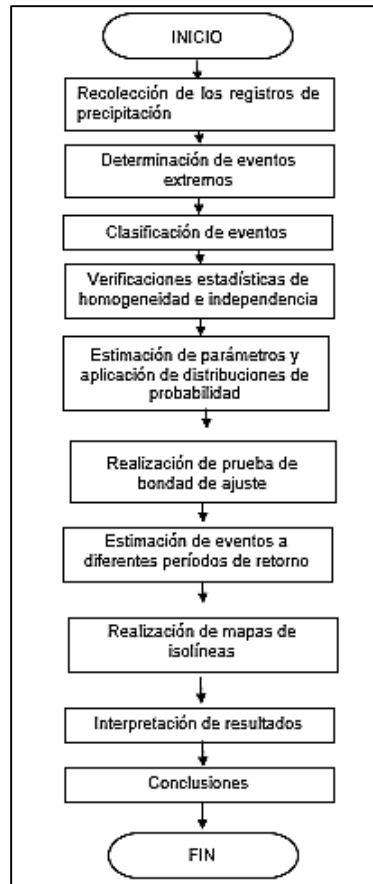 INICIO
Recolección de los registros de
precipitación
Determinación de eventos
extremos
Clasificación de eventos
Verificaciones estadísticas de
homogeneidad e independencia
Estimación de parámetros y
aplicación de distribuciones de
probabilidad
Realización de prueba de
bondad de ajuste
Estimación de eventos a
diferentes períodos de retorno
Realización de mapas de
isolíneas
Interpretación de resultados
Conclusiones
FIN